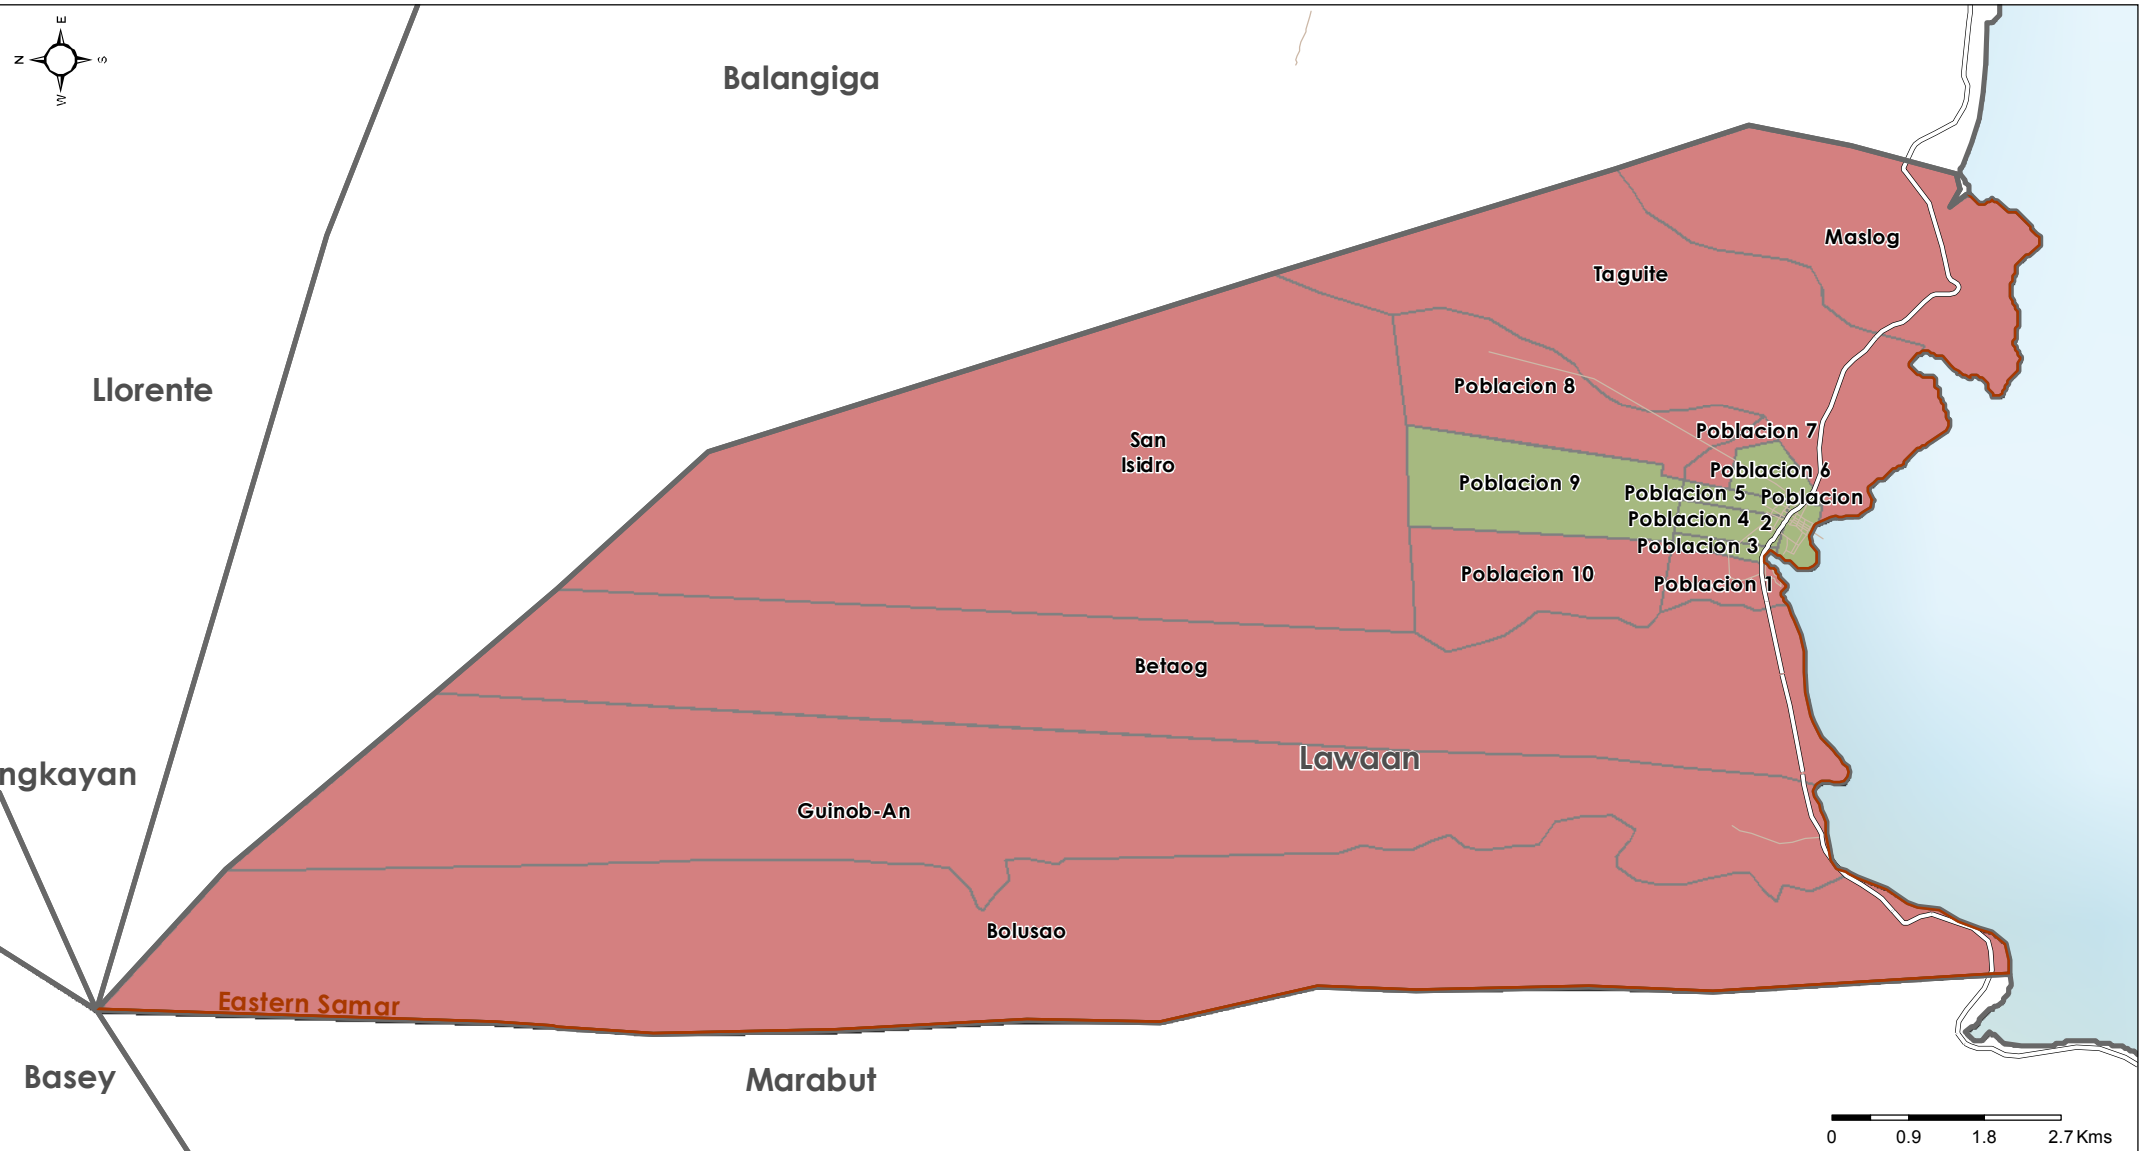 E
N
S
W
Balangiga
Maslog
Taguite
Llorente
Poblacion 8
Poblacion 7
San
Isidro
Poblacion 6
Poblacion 9
Poblacion 5
Poblacion
2
Poblacion 4
Poblacion 3
Poblacion 10
Poblacion 1
Betaog
Lawaan
ngkayan
Guinob-An
Bolusao
Eastern Samar
Basey
Marabut
0 0.9 1.8 2.7 Kms